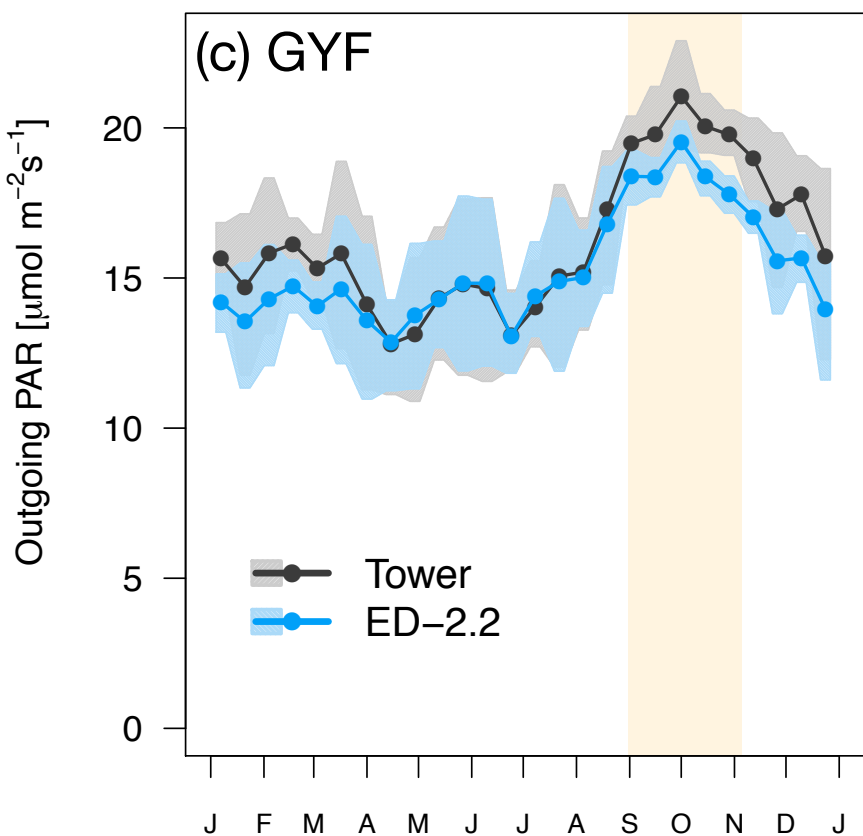 (c) GYF
Outgoing PAR [μmol m−2s−1]
20
15
10
5
0
Tower
ED−2.2
J F M A M J J A S O N D J